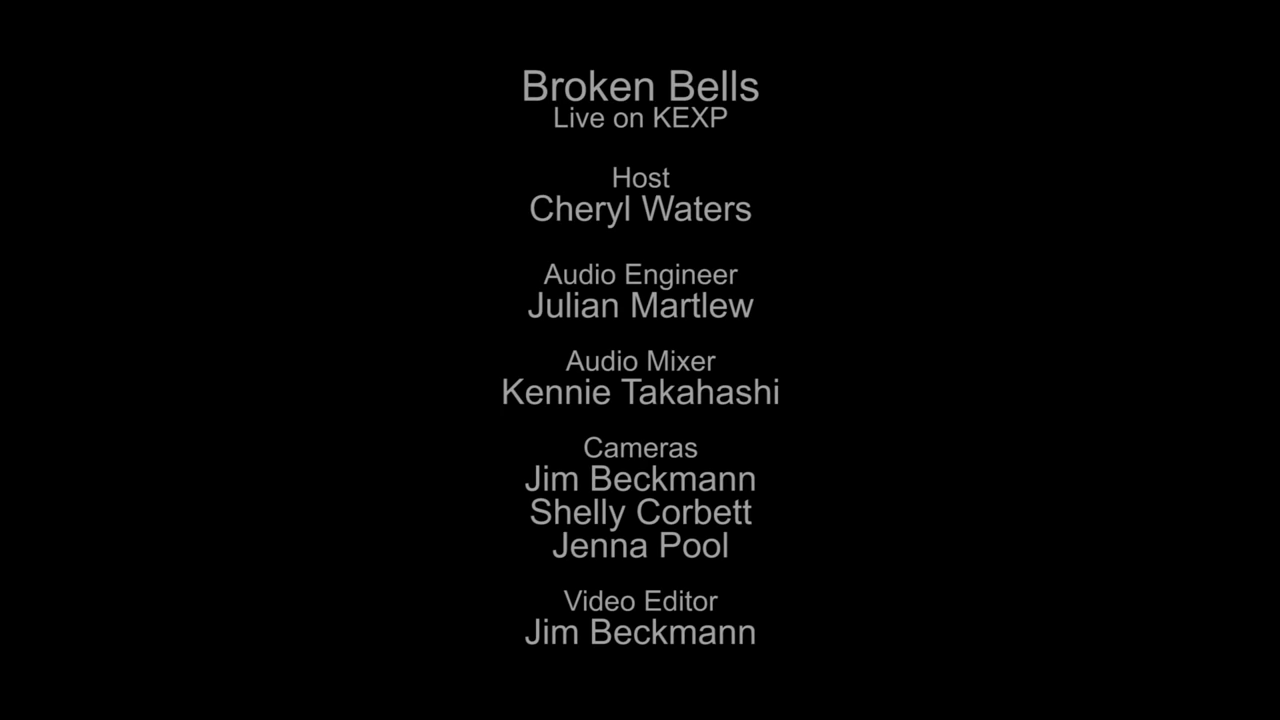 Broken Bells
Live on KEXP
Host
Cheryl Waters
Audio Engineer
Julian Martlew
Audio Mixer
Kennie Takahashi
Cameras
Jim Beckmann
Shelly Corbett
Jenna Pool
Video Editor
Jim Beckmann